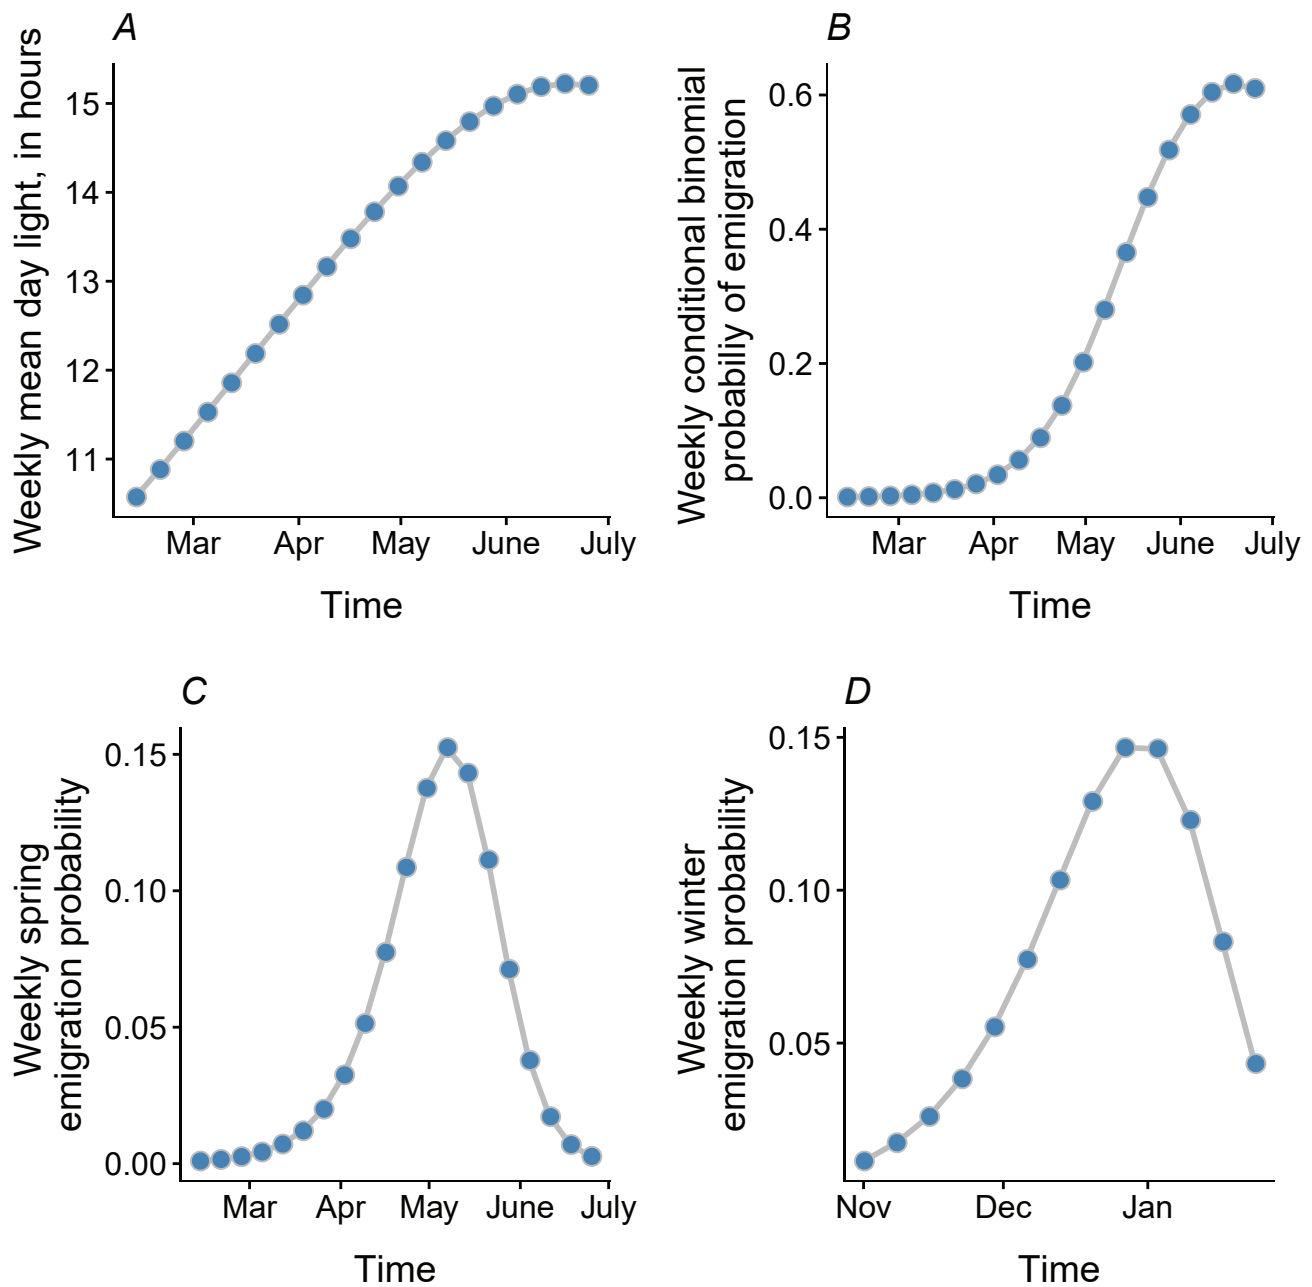 A
Weekly mean day light, in hours
15
14
13
12
11
Mar Apr May June July
Time
B
Weekly conditional binomial
probabiliy of emigration
0.6
0.4
0.2
0.0
Mar Apr May June July
Time
C
Weekly spring
emigration probability
0.15
0.10
0.05
0.00
Mar Apr May June July
Time
D
Weekly winter
emigration probability
0.15
0.10
0.05
Nov Dec Jan
Time